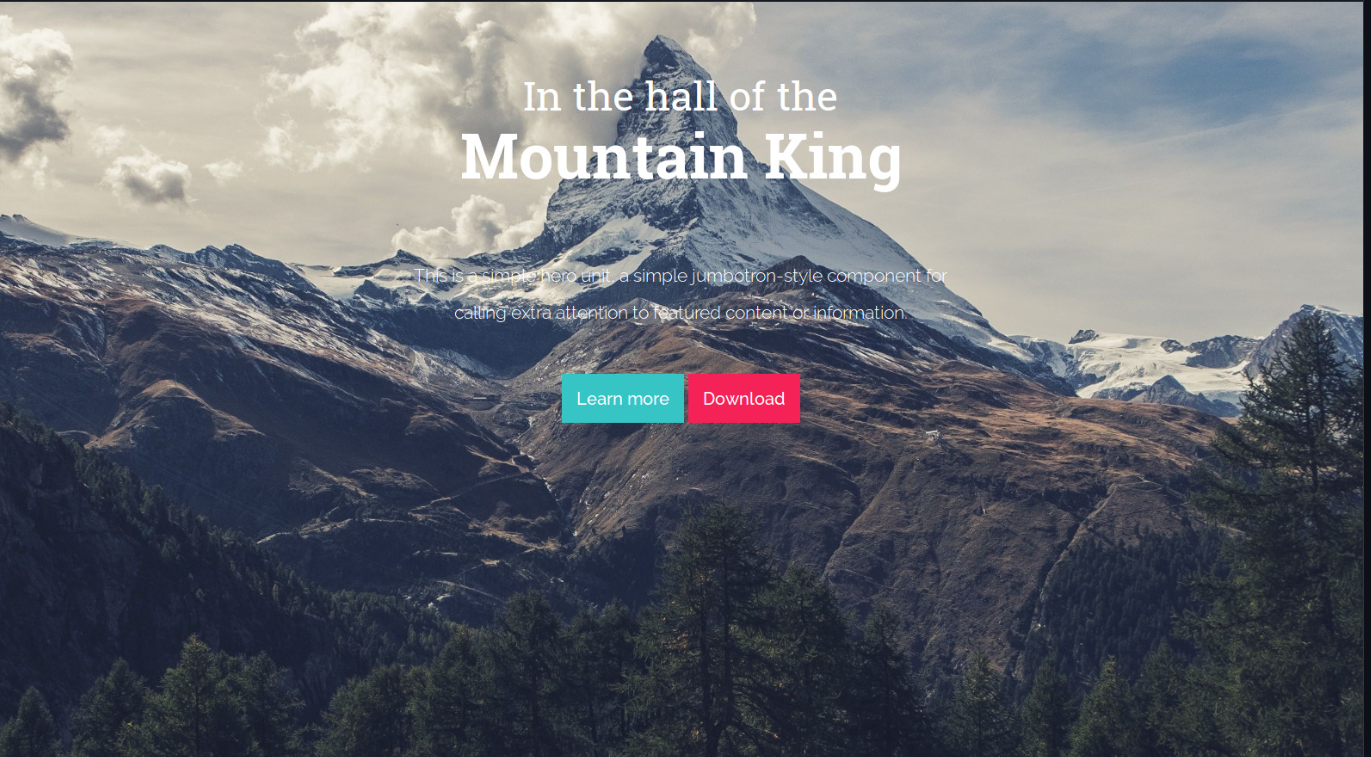 In the hall of the
Mountain King
This is a simple hero unit, a simple jumbotron-style component for
calling extra attention to featured content or information.
Learn more Download